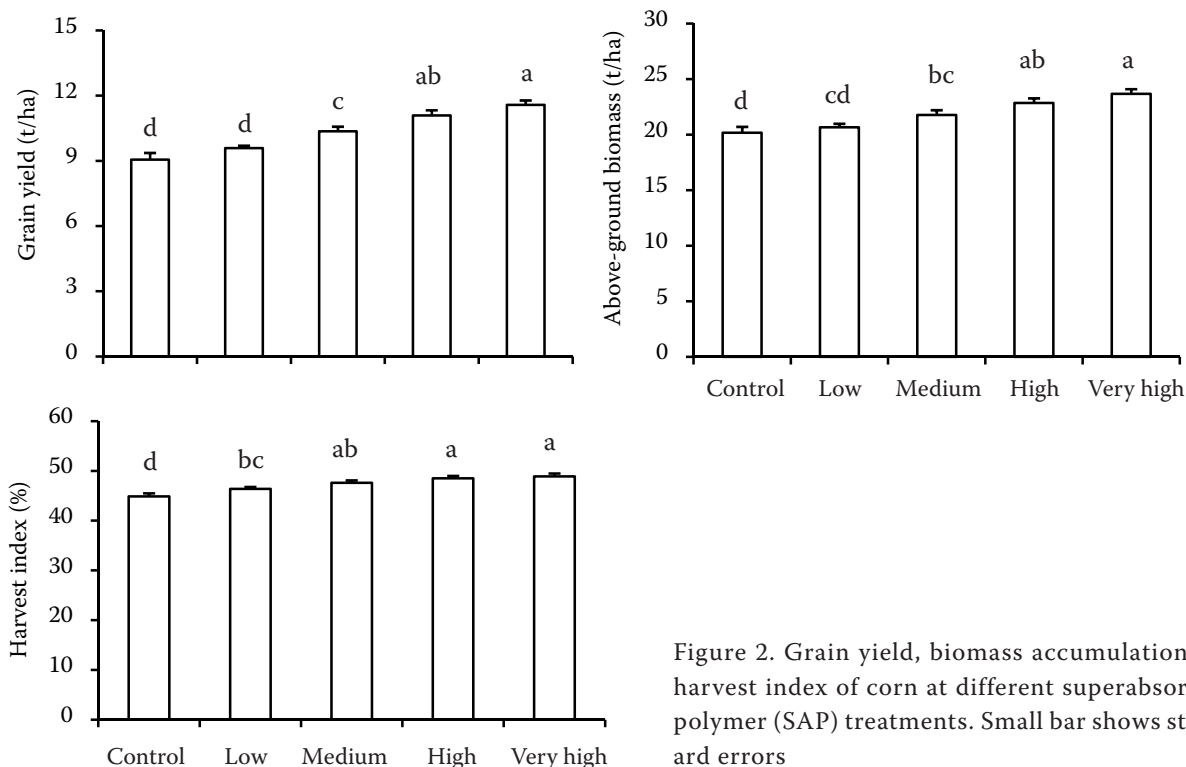 15
12
9
6
3
0
Grain yield (t/ha)
d d c ab a
30
25
20
15
10
5
0
Above-ground biomass (t/ha)
d cd bc ab a
Control Low Medium High Very high
60
50
40
30
20
10
0
Harvest index (%)
d bc ab a a
Control Low Medium High Very high
Figure 2. Grain yield, biomass accumulation
harvest index of corn at different superabsor
polymer (SAP) treatments. Small bar shows st
ard errors